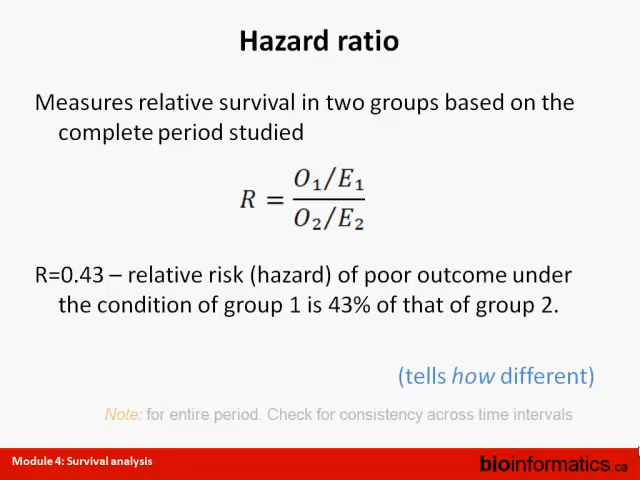 Hazard ratio
Measures relative survival in two groups based on the
complete period studied
R = (O₁/E₁)/(O₂/E₂)
R=0.43 – relative risk (hazard) of poor outcome under
the condition of group 1 is 43% of that of group 2.
(tells how different)
Note: for entire period. Check for consistency across time intervals
Module 4: Survival analysis
bioinformatics.ca